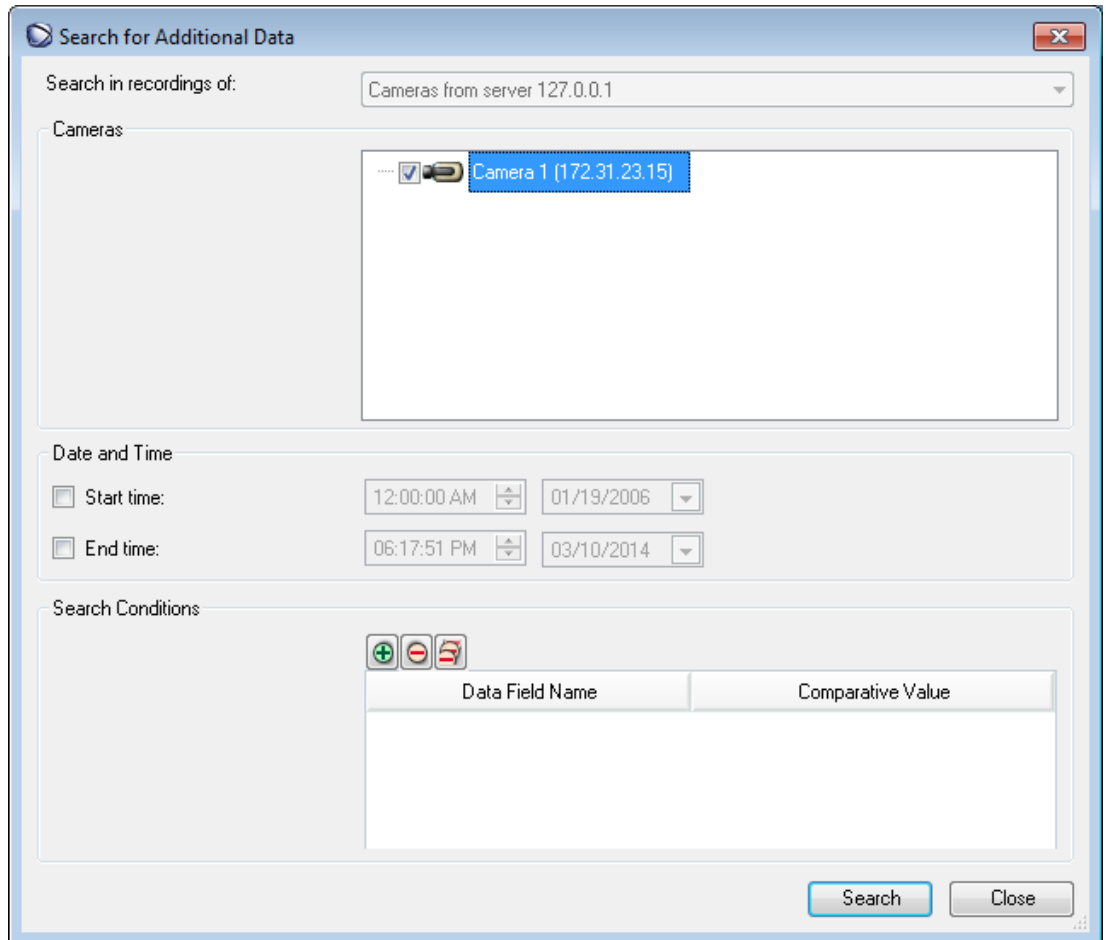 Search for Additional Data
Search in recordings of:
Cameras from server 127.0.0.1
Cameras
Camera 1 (172.31.23.15)
Date and Time
Start time: 12:00:00 AM 01/19/2006
End time: 06:17:51 PM 03/10/2014
Search Conditions
Data Field Name Comparative Value
Search Close